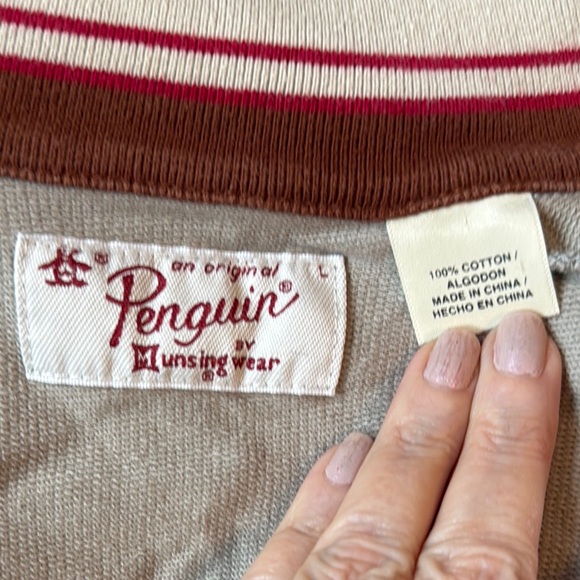 an original L
Penguin®
BY
Munsingwear®
100% COTTON /
ALGODON
MADE IN CHINA /
HECHO EN CHINA